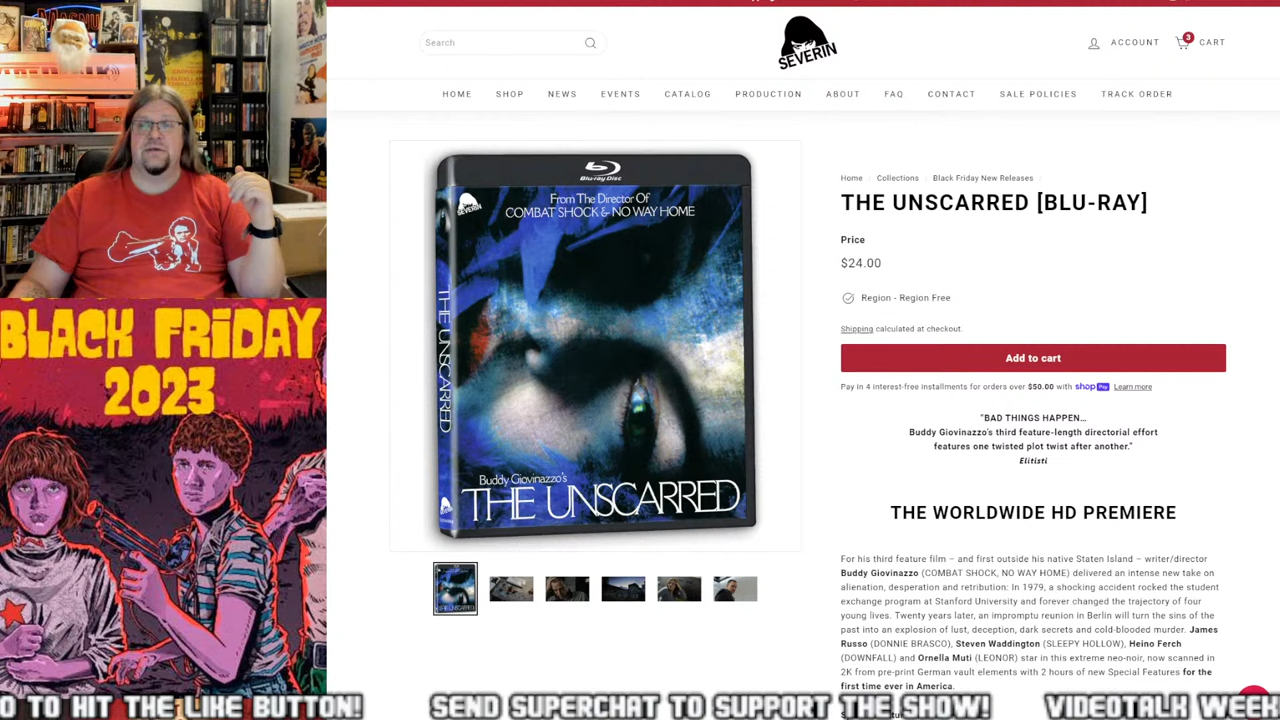 BLACK FRIDAY
2023
Search
SEVERIN
ACCOUNT
3
CART
HOME
SHOP
NEWS
EVENTS
CATALOG
PRODUCTION
ABOUT
FAQ
CONTACT
SALE POLICIES
TRACK ORDER
Blu-ray Disc
SEVERIN
From The Director Of
COMBAT SHOCK & NO WAY HOME
THE UNSCARRED
Buddy Giovinazzo's
THE UNSCARRED
Home / Collections / Black Friday New Releases /
THE UNSCARRED [BLU-RAY]
Price
$24.00
Region - Region Free
Shipping calculated at checkout.
Add to cart
Pay in 4 interest-free installments for orders over $50.00 with shop Pay Learn more
"BAD THINGS HAPPEN...
Buddy Giovinazzo's third feature-length directorial effort
features one twisted plot twist after another."
Elitisti
THE WORLDWIDE HD PREMIERE
For his third feature film – and first outside his native Staten Island – writer/director
Buddy Giovinazzo (COMBAT SHOCK, NO WAY HOME) delivered an intense new take on
alienation, desperation and retribution: In 1979, a shocking accident rocked the student
exchange program at Stanford University and forever changed the trajectory of four
young lives. Twenty years later, an impromptu reunion in Berlin will turn the sins of the
past into an explosion of lust, deception, dark secrets and cold-blooded murder. James
Russo (DONNIE BRASCO), Steven Waddington (SLEEPY HOLLOW), Heino Ferch
(DOWNFALL) and Ornella Muti (LEONOR) star in this extreme neo-noir, now scanned in
2K from pre-print German vault elements with 2 hours of new Special Features for the
first time ever in America.
O TO HIT THE LIKE BUTTON! SEND SUPERCHAT TO SUPPORT THE SHOW! VIDEOTALK WEEK